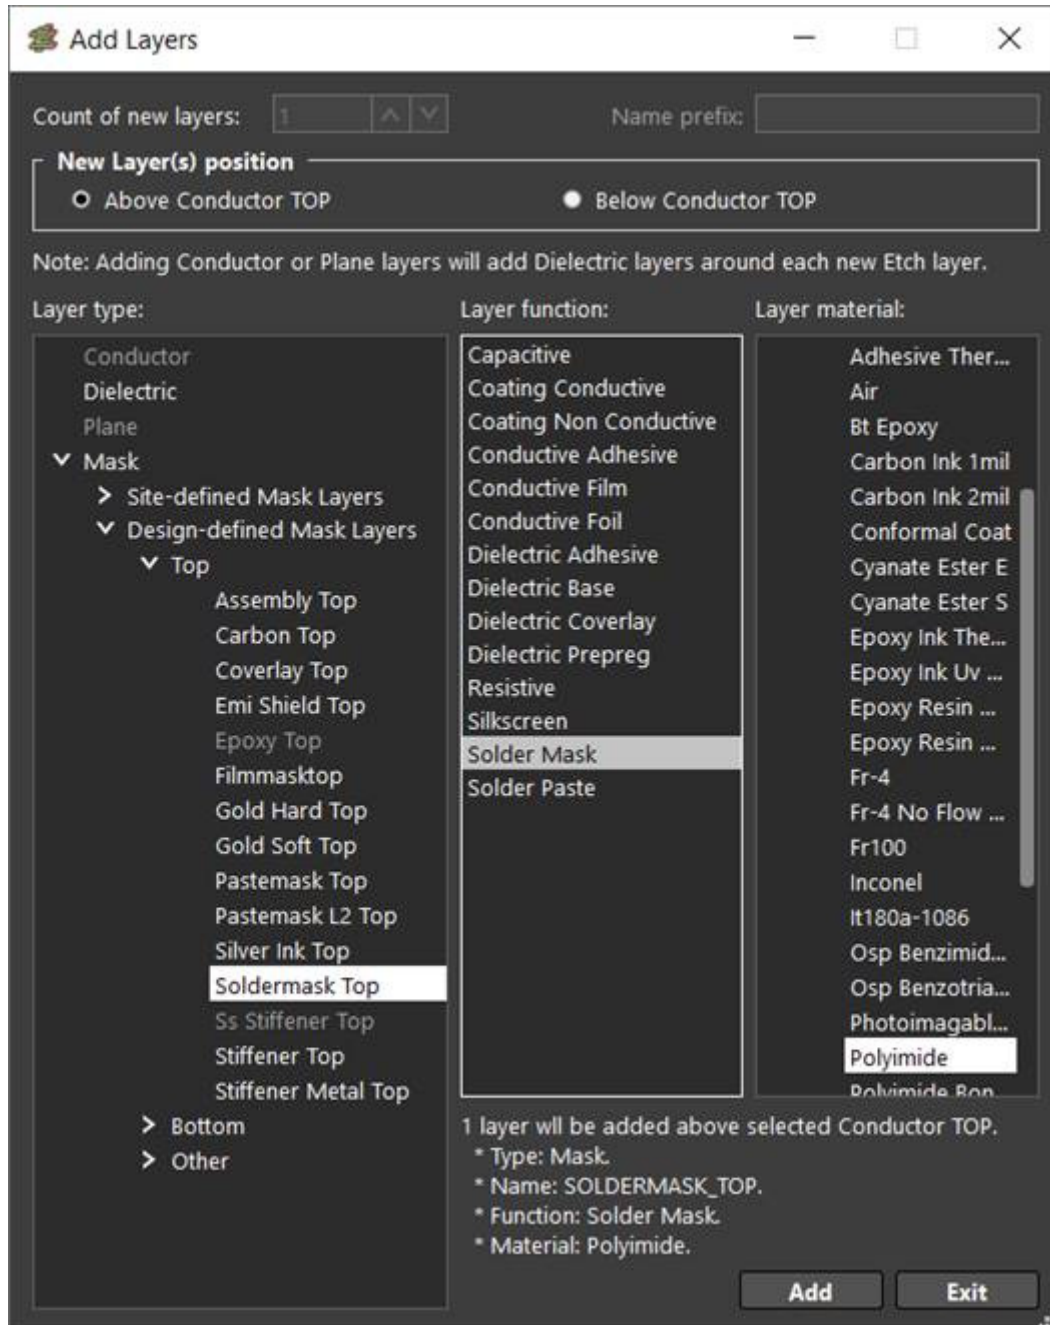 Add Layers
Count of new layers: 1 Name prefix:
New Layer(s) position
Above Conductor TOP Below Conductor TOP
Note: Adding Conductor or Plane layers will add Dielectric layers around each new Etch layer.
Layer type:
Conductor
Dielectric
Plane
Mask
Site-defined Mask Layers
Design-defined Mask Layers
Top
Assembly Top
Carbon Top
Coverlay Top
Emi Shield Top
Epoxy Top
Filmmasktop
Gold Hard Top
Gold Soft Top
Pastemask Top
Pastemask L2 Top
Silver Ink Top
Soldermask Top
Ss Stiffener Top
Stiffener Top
Stiffener Metal Top
Bottom
Other
Layer function:
Capacitive
Coating Conductive
Coating Non Conductive
Conductive Adhesive
Conductive Film
Conductive Foil
Dielectric Adhesive
Dielectric Base
Dielectric Coverlay
Dielectric Prepreg
Resistive
Silkscreen
Solder Mask
Solder Paste
Layer material:
Adhesive Ther...
Air
Bt Epoxy
Carbon Ink 1mil
Carbon Ink 2mil
Conformal Coat
Cyanate Ester E
Cyanate Ester S
Epoxy Ink The...
Epoxy Ink Uv ...
Epoxy Resin ...
Epoxy Resin ...
Fr-4
Fr-4 No Flow ...
Fr100
Inconel
It180a-1086
Osp Benzimid...
Osp Benzotria...
Photoimagabl...
Polyimide
Polyimide Bon
1 layer wll be added above selected Conductor TOP.
* Type: Mask.
* Name: SOLDERMASK_TOP.
* Function: Solder Mask.
* Material: Polyimide.
Add Exit